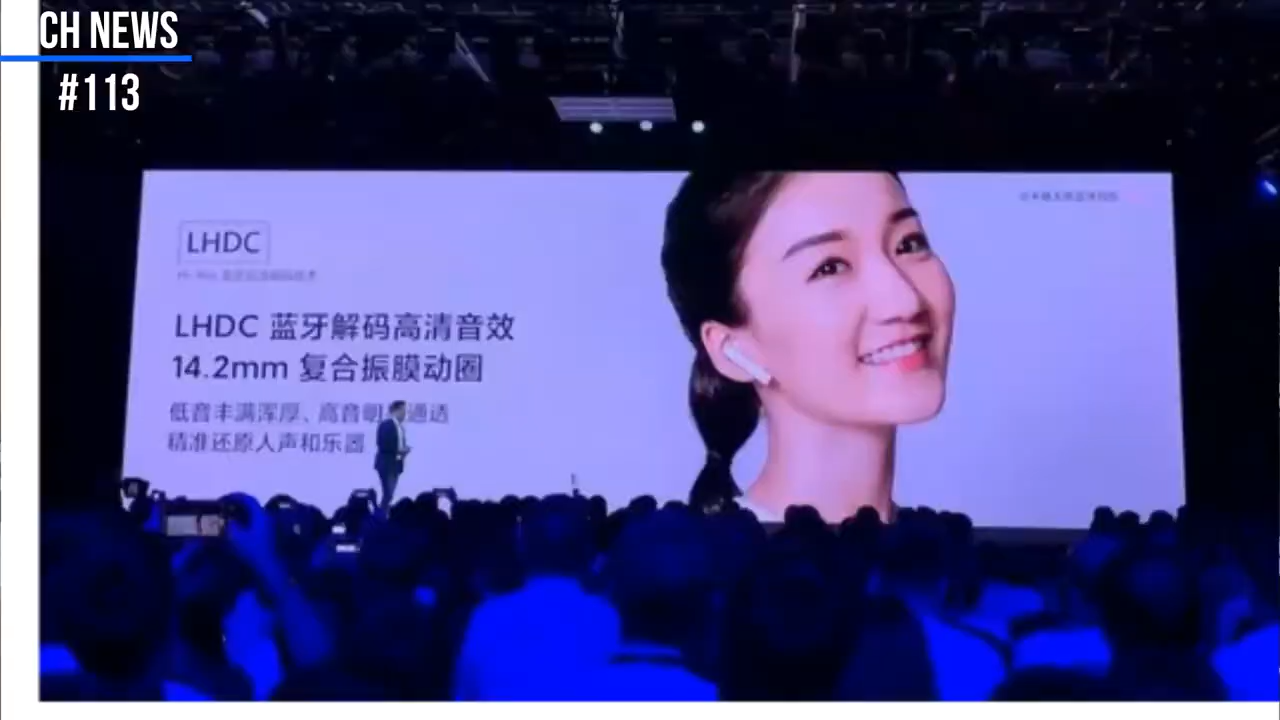 CH NEWS
#113
LHDC
LHDC 蓝牙解码高清音效
14.2mm 复合振膜动圈
低音丰满浑厚、高音明 通透
精准还原人声和乐器